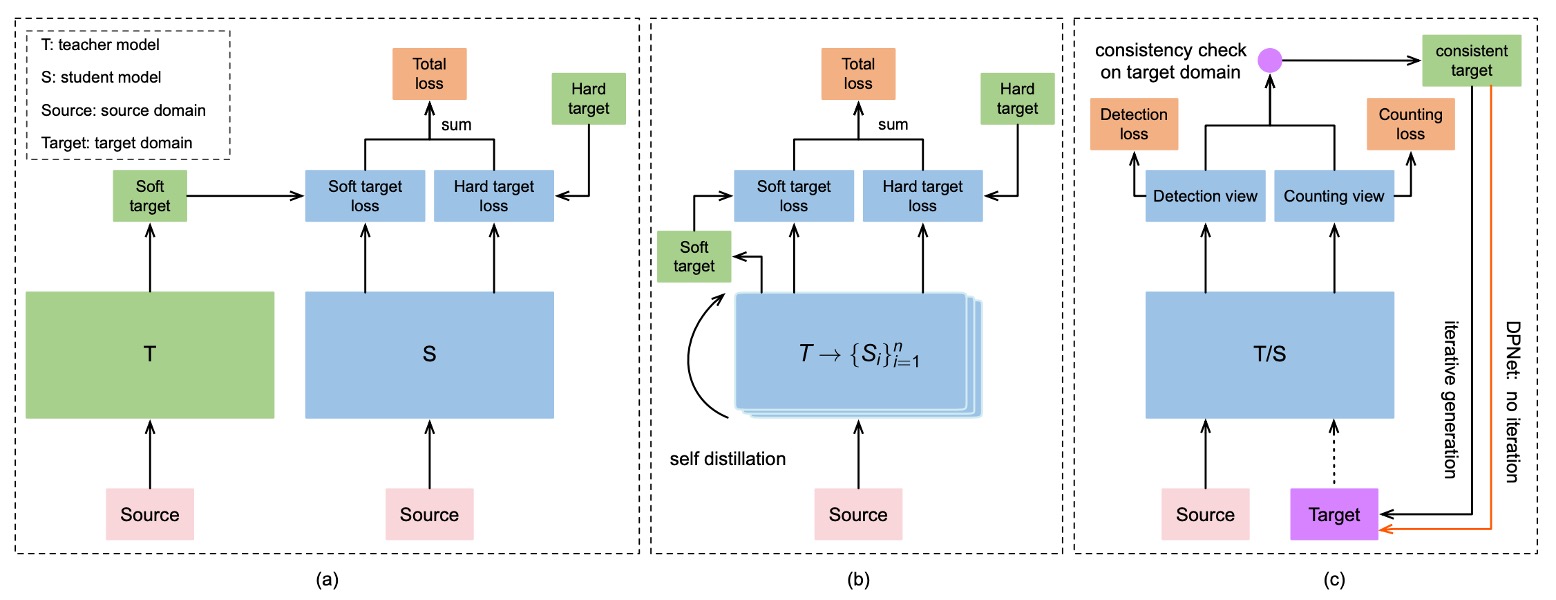 T: teacher model
S: student model
Source: source domain
Target: target domain
Total
loss
sum
Hard
target
Soft
target
Soft target
loss
Hard target
loss
T
S
Source
Source
(a)
Total
loss
sum
Hard
target
Soft target
loss
Hard target
loss
Soft
target
T → {S_i}_{i=1}^n
self distillation
Source
(b)
consistency check
on target domain
consistent
target
Detection
loss
Counting
loss
Detection view
Counting view
T/S
iterative generation
DPNet: no iteration
Source
Target
(c)